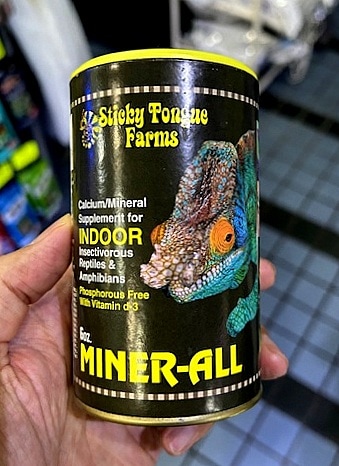 Sticky Tongue
Farms
Calcium/Mineral
Supplement for
INDOOR
Insectivorous
Reptiles &
Amphibians
Phosphorous Free
With Vitamin d-3
6oz.
MINER-ALL